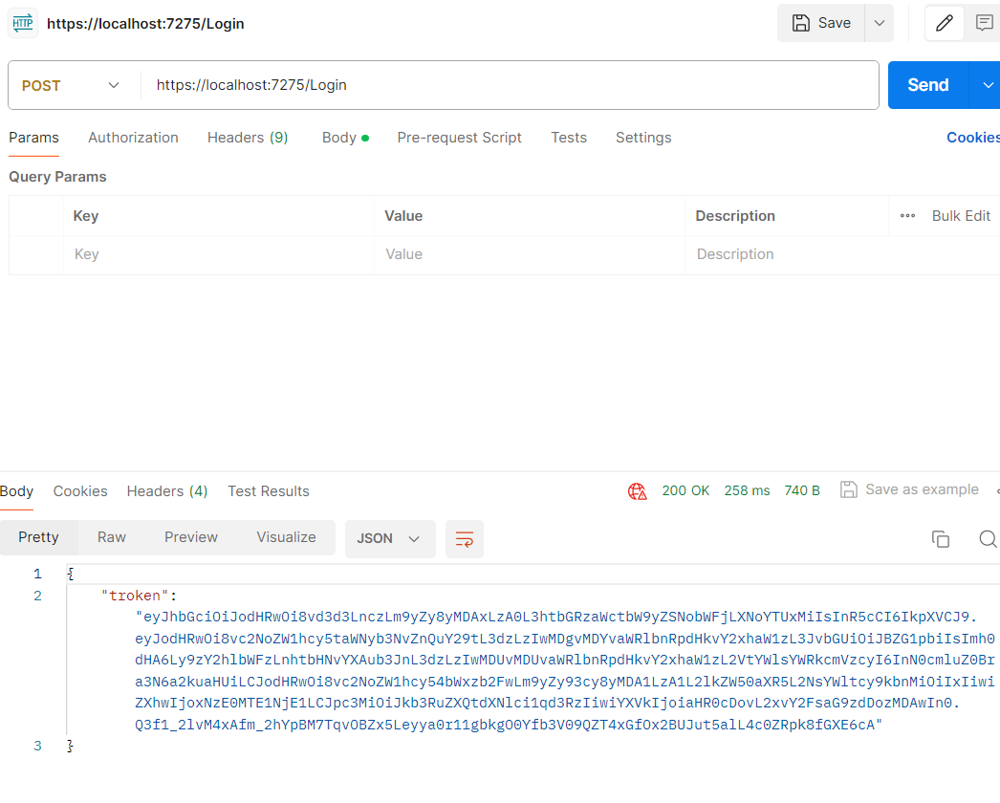 HTTP https://localhost:7275/Login Save
POST https://localhost:7275/Login Send
Params Authorization Headers (9) Body Pre-request Script Tests Settings Cookies
Query Params
Key Value Description Bulk Edit
Key Value Description
Body Cookies Headers (4) Test Results 200 OK 258 ms 740 B Save as example
Pretty Raw Preview Visualize JSON
1 {
2 "troken":
"eyJhbGciOiJodHRwOi8vd3d3LnczLm9yZy8yMDAxLzA0L3htbGRzaWctbW9yZSNobWFjLXNoYTUxMiIsInR5cCI6IkpXVCJ9.
eyJodHRwOi8vc2NoZW1hcy5taWNyb3NvZnQuY29tL3dzLzIwMDgvMDYvaWRlbnRpdHkvY2xhaW1zL3JvbGUiOiJBZG1pbiIsImh0
dHA6Ly9zY2hlbWFzLnhtbHNvYXAub3JnL3dzLzIwMDUvMDUvaWRlbnRpdHkvY2xhaW1zL2VtYWlsYWRkcmVzcyI6InN0cmluZ0Br
a3N6a2kuaHUiLCJodHRwOi8vc2NoZW1hcy54bWxzb2FwLm9yZy93cy8yMDA1LzA1L2lkZW50aXR5L2NsYWltcy9kbnMiOiIxIiwi
ZXhwIjoxNzE0MTE1NjE1LCJpc3MiOiJkb3RuZXQtdXNlci1qd3RzIiwiYXVkIjoiaHR0cDovL2xvY2FsaG9zdDozMDAwIn0.
Q3f1_2lvM4xAfm_2hYpBM7TqvOBZx5Leyya0r11gbkgO0Yfb3V09QZT4xGfOx2BUJut5alL4c0ZRpk8fGXE6cA"
3 }